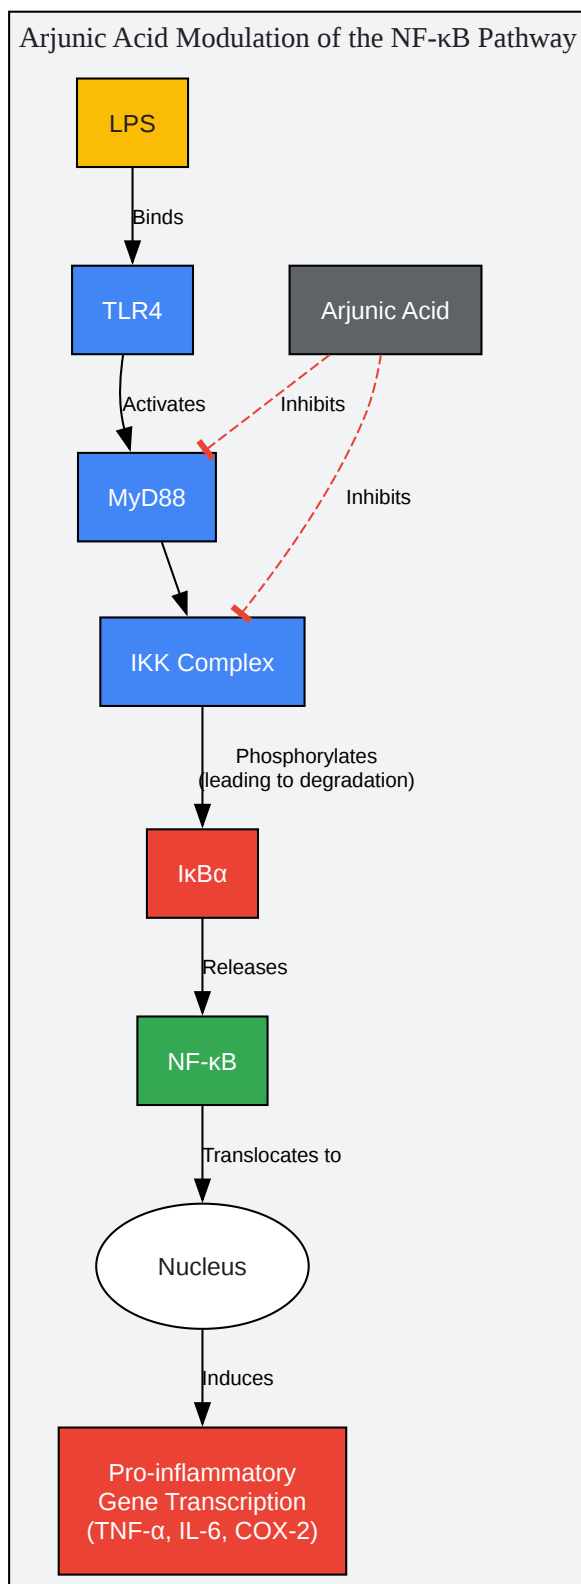 Arjunic Acid Modulation of the NF-κB Pathway
LPS
Binds
TLR4
Arjunic Acid
Activates
Inhibits
MyD88
Inhibits
IKK Complex
Phosphorylates
(leading to degradation)
IκBα
Releases
NF-κB
Translocates to
Nucleus
Induces
Pro-inflammatory
Gene Transcription
(TNF-α, IL-6, COX-2)